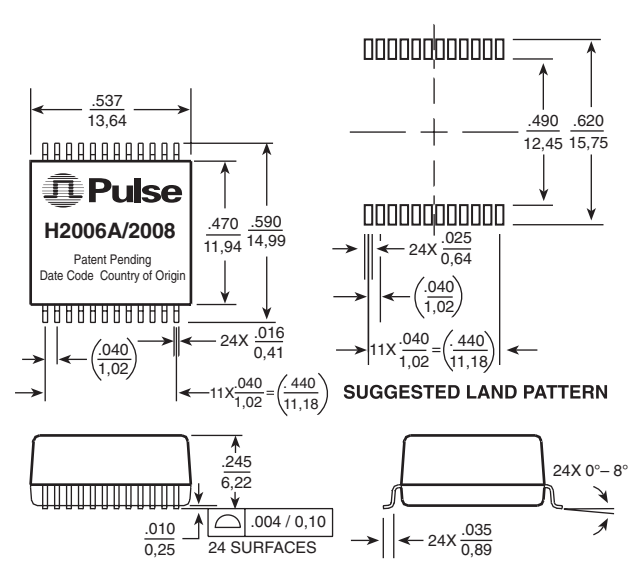 .537
13,64
Pulse
H2006A/2008
Patent Pending
Date Code Country of Origin
.470
11,94
.590
14,99
24X .016
0,41
(.040
1,02)
11X .040
1,02 = (.440
11,18)
.490
12,45
.620
15,75
24X .025
0,64
(.040
1,02)
11X .040
1,02 = (.440
11,18)
SUGGESTED LAND PATTERN
.245
6,22
.010
0,25
.004 / 0,10
24 SURFACES
24X 0°– 8°
24X .035
0,89